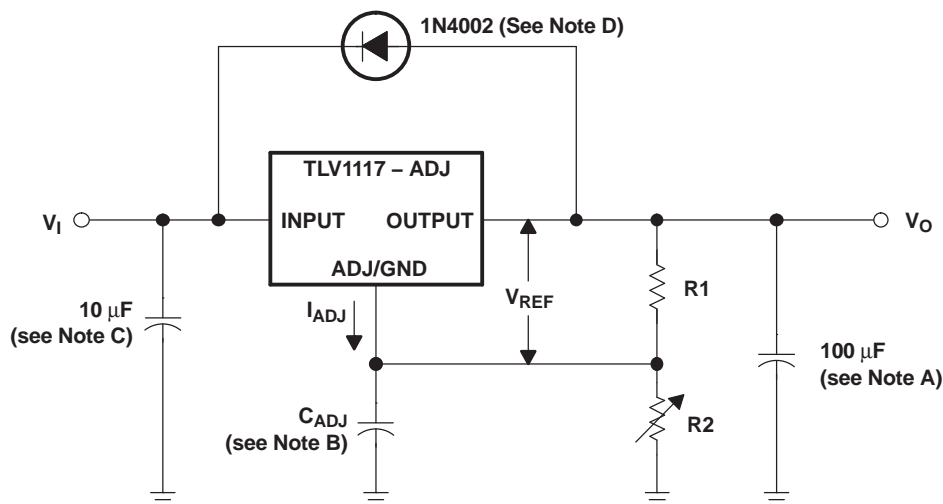 1N4002 (See Note D)
TLV1117 – ADJ
V_I
INPUT
OUTPUT
V_O
ADJ/GND
I_ADJ
V_REF
R1
10 μF
(see Note C)
100 μF
(see Note A)
C_ADJ
(see Note B)
R2